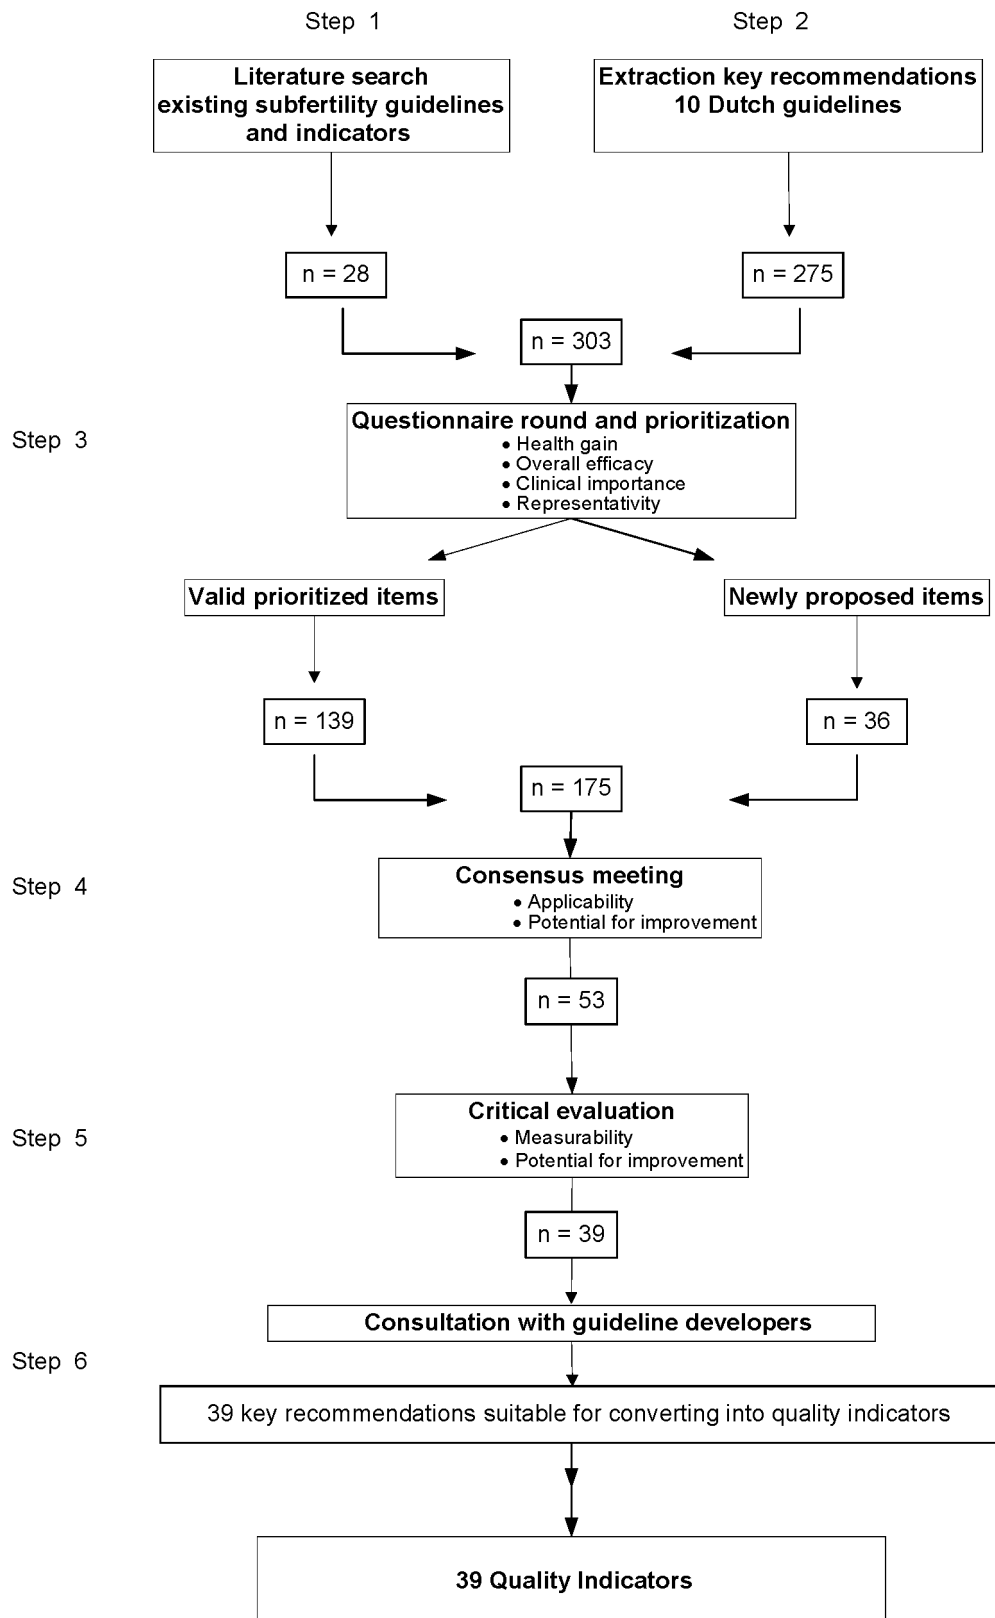 Step 1
Step 2
Literature search
existing subfertility guidelines
and indicators
Extraction key recommendations
10 Dutch guidelines
n = 28
n = 275
n = 303
Step 3
Questionnaire round and prioritization
• Health gain
• Overall efficacy
• Clinical importance
• Representativity
Valid prioritized items
Newly proposed items
n = 139
n = 36
n = 175
Step 4
Consensus meeting
• Applicability
• Potential for improvement
n = 53
Step 5
Critical evaluation
• Measurability
• Potential for improvement
n = 39
Consultation with guideline developers
Step 6
39 key recommendations suitable for converting into quality indicators
39 Quality Indicators